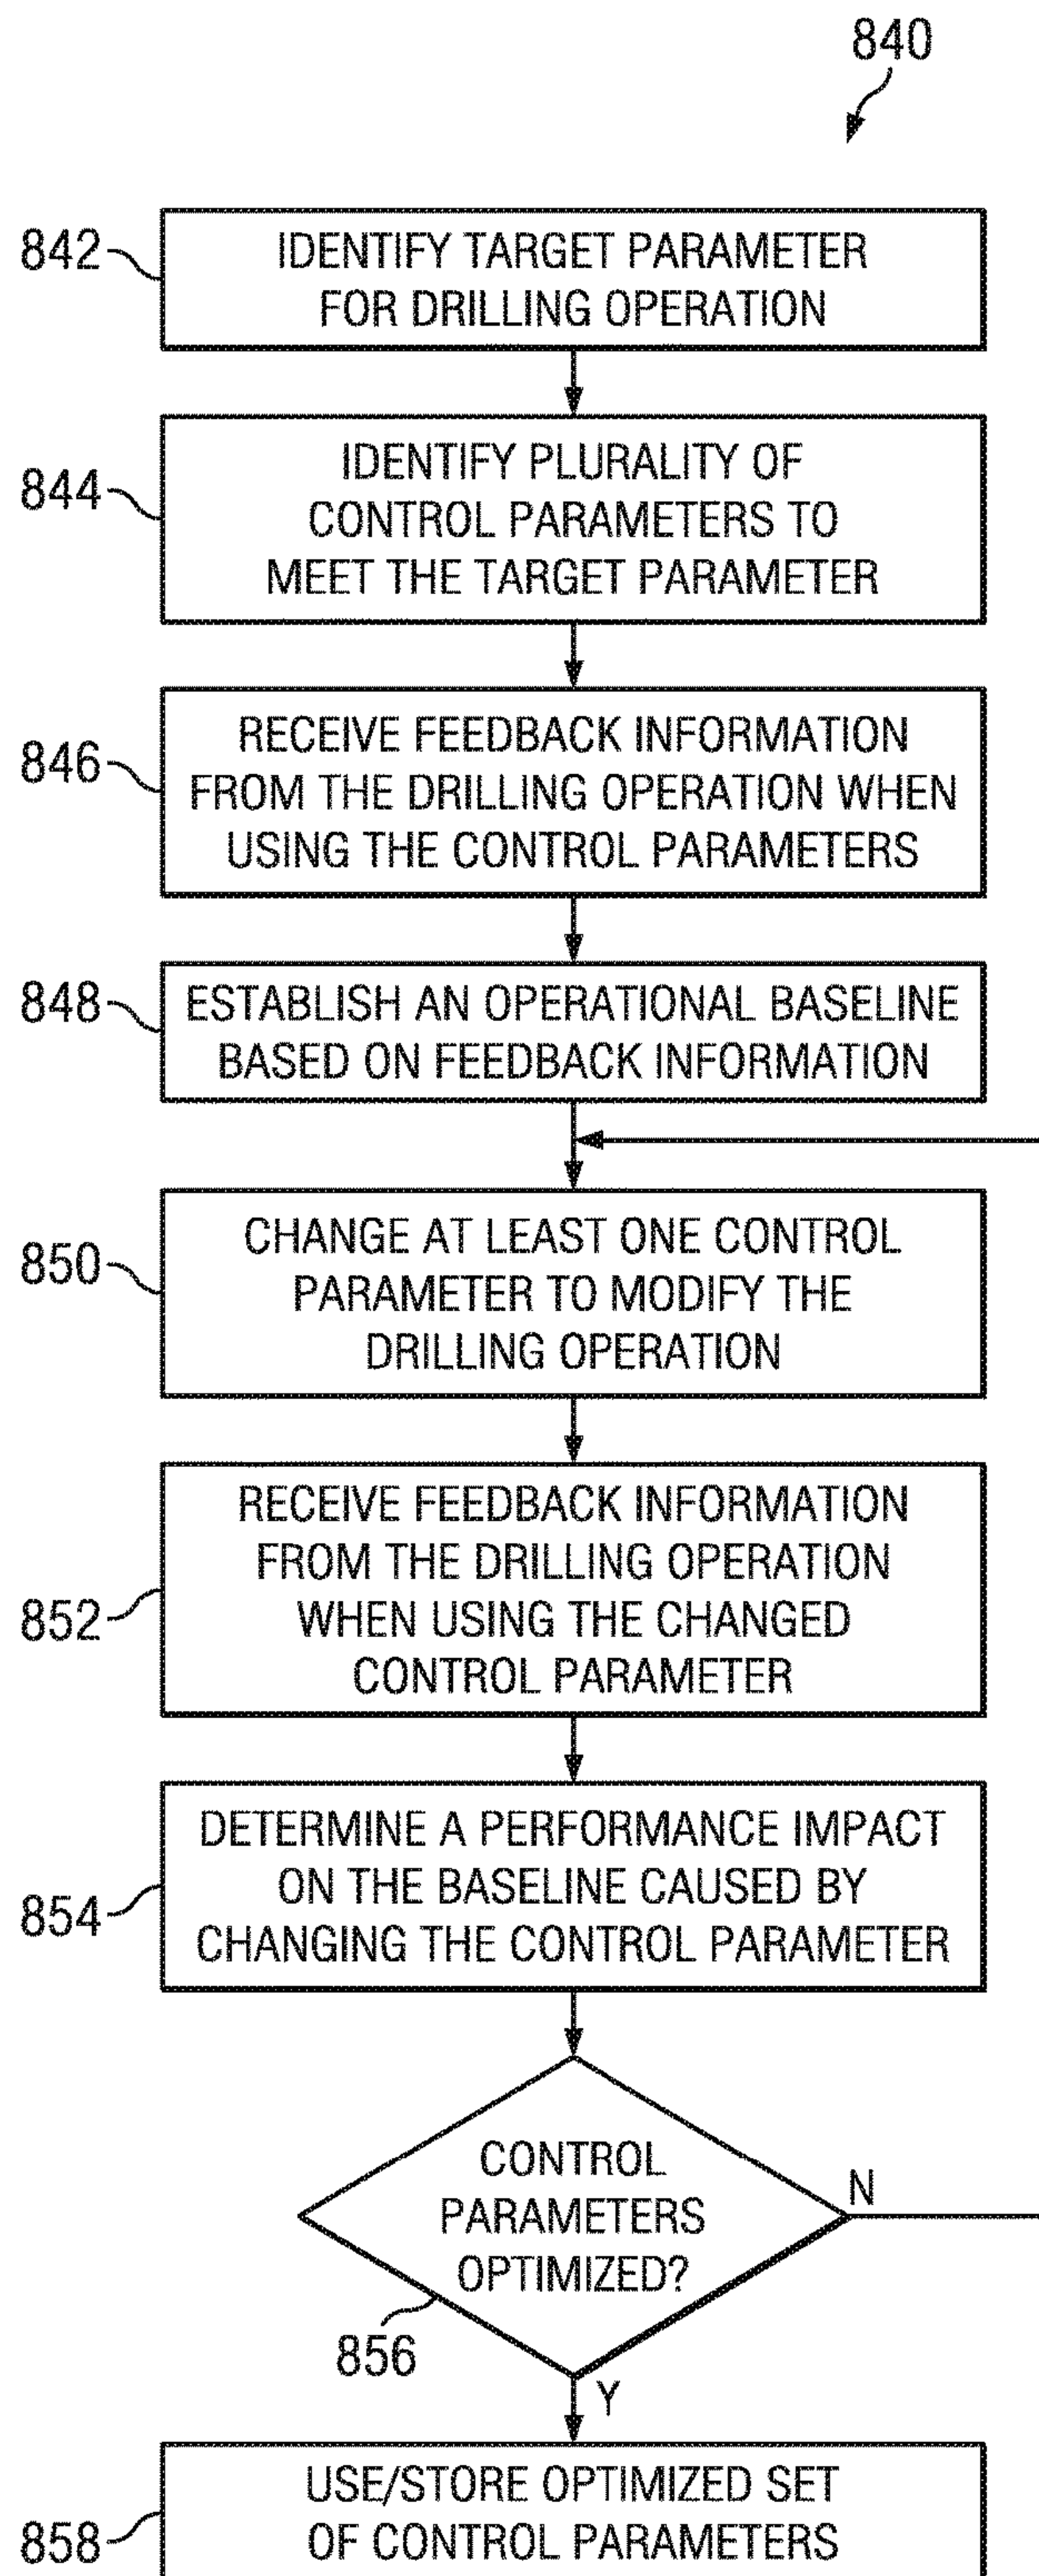 840
842
IDENTIFY TARGET PARAMETER
FOR DRILLING OPERATION
844
IDENTIFY PLURALITY OF
CONTROL PARAMETERS TO
MEET THE TARGET PARAMETER
846
RECEIVE FEEDBACK INFORMATION
FROM THE DRILLING OPERATION WHEN
USING THE CONTROL PARAMETERS
848
ESTABLISH AN OPERATIONAL BASELINE
BASED ON FEEDBACK INFORMATION
850
CHANGE AT LEAST ONE CONTROL
PARAMETER TO MODIFY THE
DRILLING OPERATION
852
RECEIVE FEEDBACK INFORMATION
FROM THE DRILLING OPERATION
WHEN USING THE CHANGED
CONTROL PARAMETER
854
DETERMINE A PERFORMANCE IMPACT
ON THE BASELINE CAUSED BY
CHANGING THE CONTROL PARAMETER
CONTROL
PARAMETERS
OPTIMIZED?
N
856
Y
858
USE/STORE OPTIMIZED SET
OF CONTROL PARAMETERS